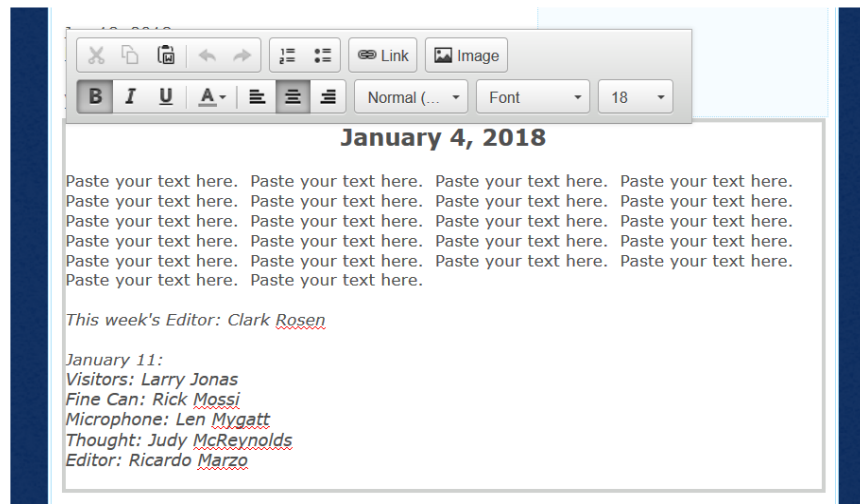 Link Image
B I U A Normal (... Font 18
January 4, 2018
Paste your text here. Paste your text here. Paste your text here. Paste your text here.
Paste your text here. Paste your text here. Paste your text here. Paste your text here.
Paste your text here. Paste your text here. Paste your text here. Paste your text here.
Paste your text here. Paste your text here. Paste your text here. Paste your text here.
Paste your text here. Paste your text here. Paste your text here. Paste your text here.
Paste your text here. Paste your text here.
This week's Editor: Clark Rosen
January 11:
Visitors: Larry Jonas
Fine Can: Rick Mossi
Microphone: Len Mygatt
Thought: Judy McReynolds
Editor: Ricardo Marzo